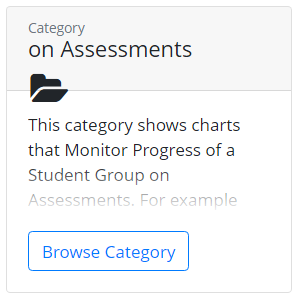 Category
on Assessments
This category shows charts
that Monitor Progress of a
Student Group on
Assessments. For example
Browse Category